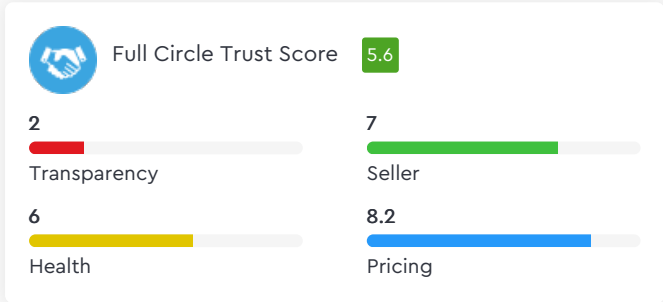 Full Circle Trust Score 5.6
2
Transparency
7
Seller
6
Health
8.2
Pricing